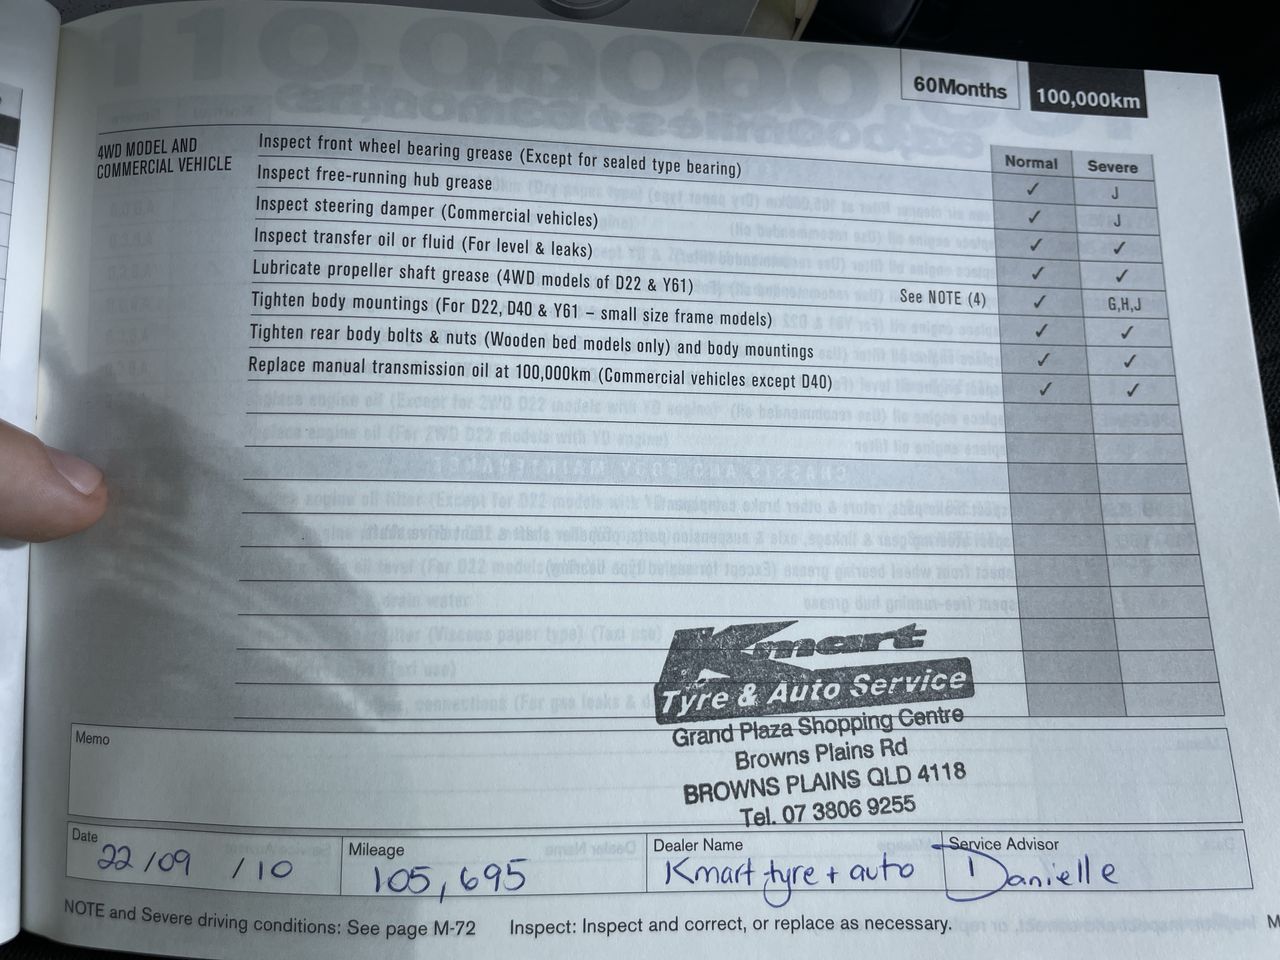 60Months 100,000km
4WD MODEL AND
COMMERCIAL VEHICLE
Normal Severe
Inspect front wheel bearing grease (Except for sealed type bearing) ✓ J
Inspect free-running hub grease ✓ J
Inspect steering damper (Commercial vehicles) ✓ ✓
Inspect transfer oil or fluid (For level & leaks) ✓ ✓
Lubricate propeller shaft grease (4WD models of D22 & Y61) See NOTE (4) ✓ G,H,J
Tighten body mountings (For D22, D40 & Y61 – small size frame models) ✓ ✓
Tighten rear body bolts & nuts (Wooden bed models only) and body mountings ✓ ✓
Replace manual transmission oil at 100,000km (Commercial vehicles except D40) ✓ ✓
Kmart
Tyre & Auto Service
Grand Plaza Shopping Centre
Browns Plains Rd
BROWNS PLAINS QLD 4118
Tel. 07 3806 9255
Memo
Date 22/09/10
Mileage 105,695
Dealer Name Kmart tyre + auto
Service Advisor Danielle
NOTE and Severe driving conditions: See page M-72 Inspect: Inspect and correct, or replace as necessary.